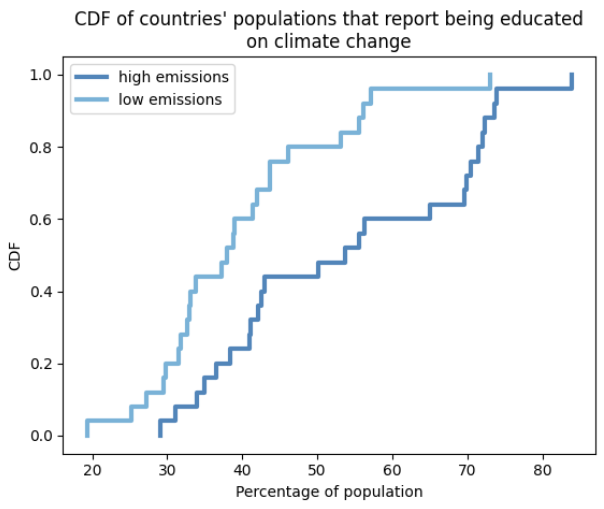 CDF of countries' populations that report being educated
on climate change
high emissions
low emissions
CDF
1.0
0.8
0.6
0.4
0.2
0.0
20 30 40 50 60 70 80
Percentage of population